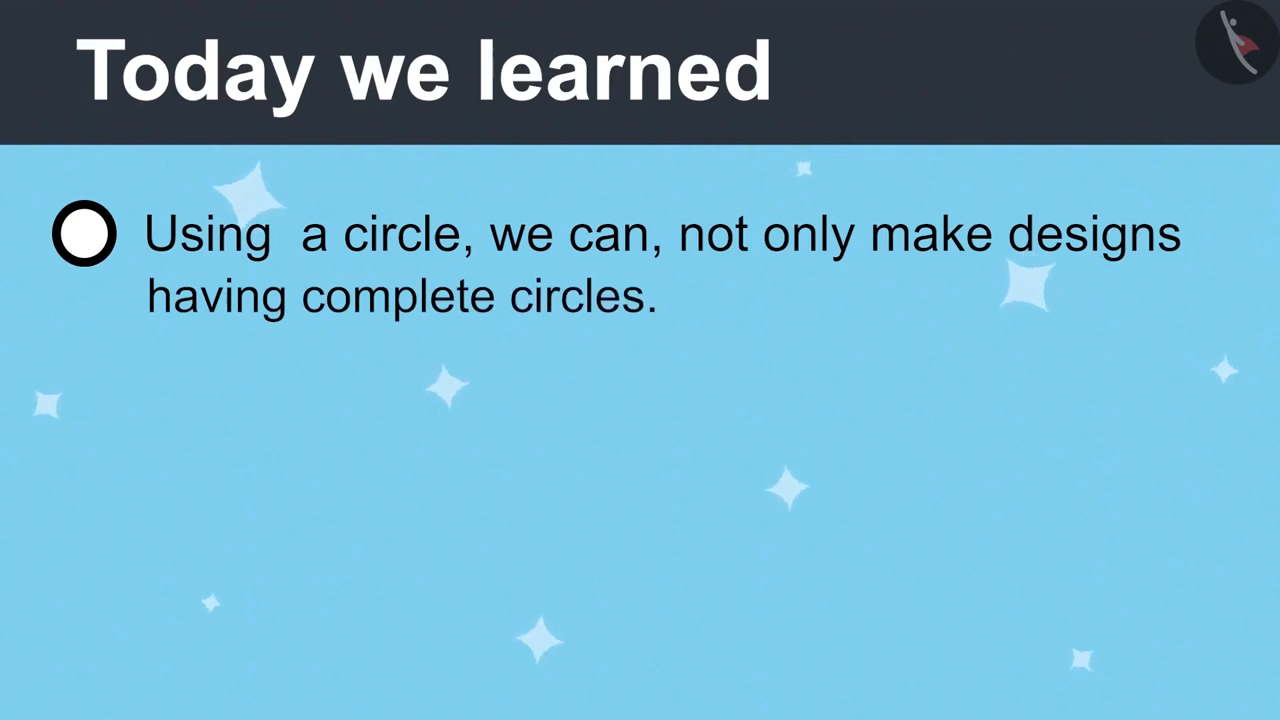 Today we learned
Using a circle, we can, not only make designs
having complete circles.